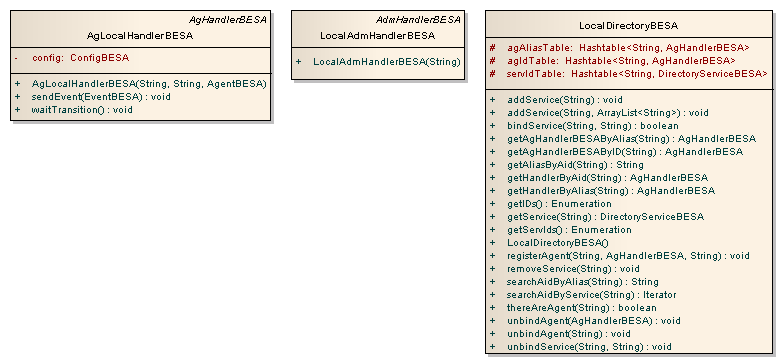 AgHandlerBESA
AgLocalHandlerBESA
- config: ConfigBESA
+ AgLocalHandlerBESA(String, String, AgentBESA)
+ sendEvent(EventBESA) : void
+ waitTransition() : void
AdmHandlerBESA
LocalAdmHandlerBESA
+ LocalAdmHandlerBESA(String)
LocalDirectoryBESA
# agAliasTable: Hashtable<String, AgHandlerBESA>
# agIdTable: Hashtable<String, AgHandlerBESA>
# servIdTable: Hashtable<String, DirectoryServiceBESA>
+ addService(String) : void
+ addService(String, ArrayList<String>) : void
+ bindService(String, String) : boolean
+ getAgHandlerBESAByAlias(String) : AgHandlerBESA
+ getAgHandlerBESAByID(String) : AgHandlerBESA
+ getAliasByAid(String) : String
+ getHandlerByAid(String) : AgHandlerBESA
+ getHandlerByAlias(String) : AgHandlerBESA
+ getIDs() : Enumeration
+ getService(String) : DirectoryServiceBESA
+ getServIds() : Enumeration
+ LocalDirectoryBESA()
+ registerAgent(String, AgHandlerBESA, String) : void
+ removeService(String) : void
+ searchAidByAlias(String) : String
+ searchAidByService(String) : Iterator
+ thereAreAgent(String) : boolean
+ unbindAgent(AgHandlerBESA) : void
+ unbindAgent(String) : void
+ unbindService(String, String) : void